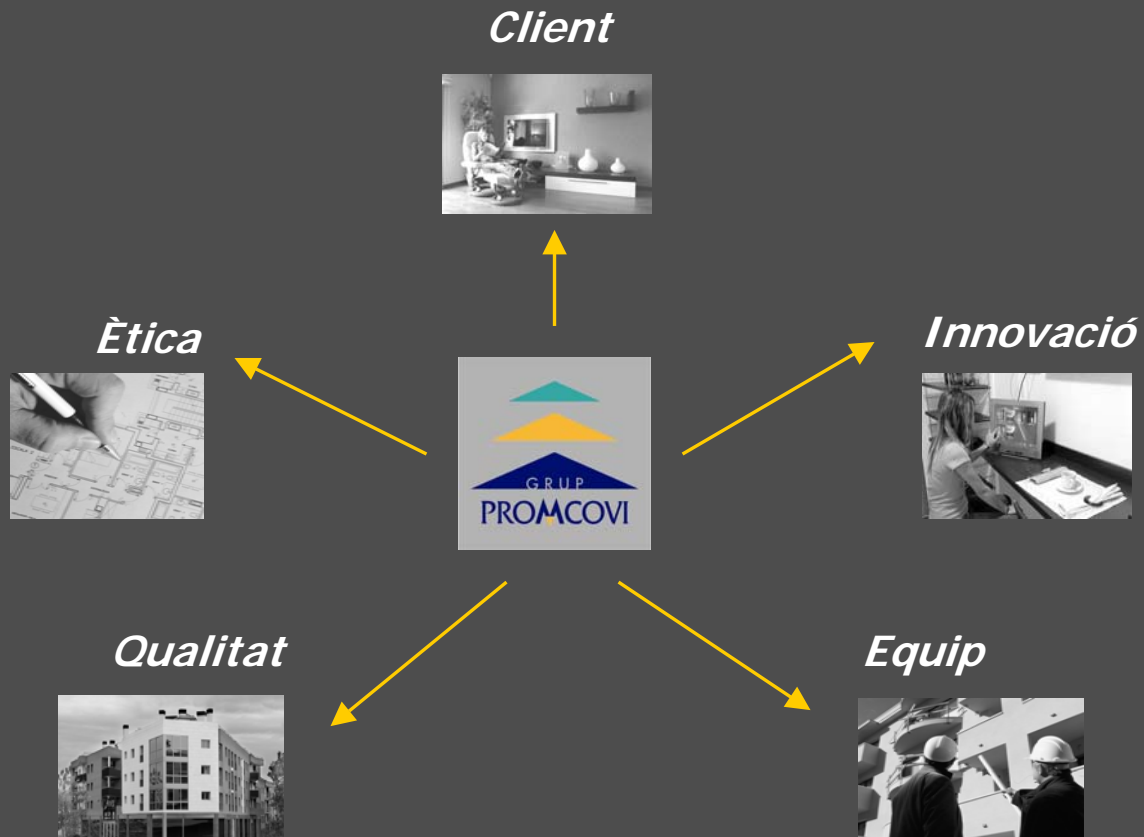 Client
Ètica
Innovació
GRUP
PROMCOVI
Qualitat
Equip